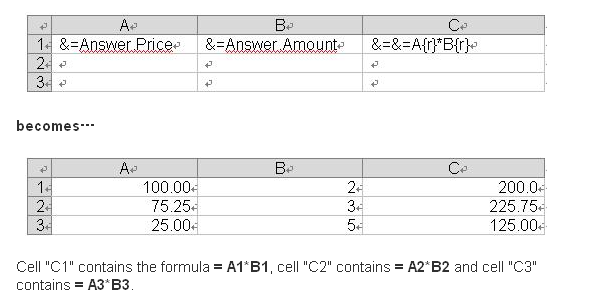 A B C
1 &=Answer.Price &=Answer.Amount &=&=A{r}*B{r}
2
3
becomes---
A B C
1 100.00 2 200.0
2 75.25 3 225.75
3 25.00 5 125.00
Cell "C1" contains the formula = A1*B1, cell "C2" contains = A2*B2 and cell "C3"
contains = A3*B3.